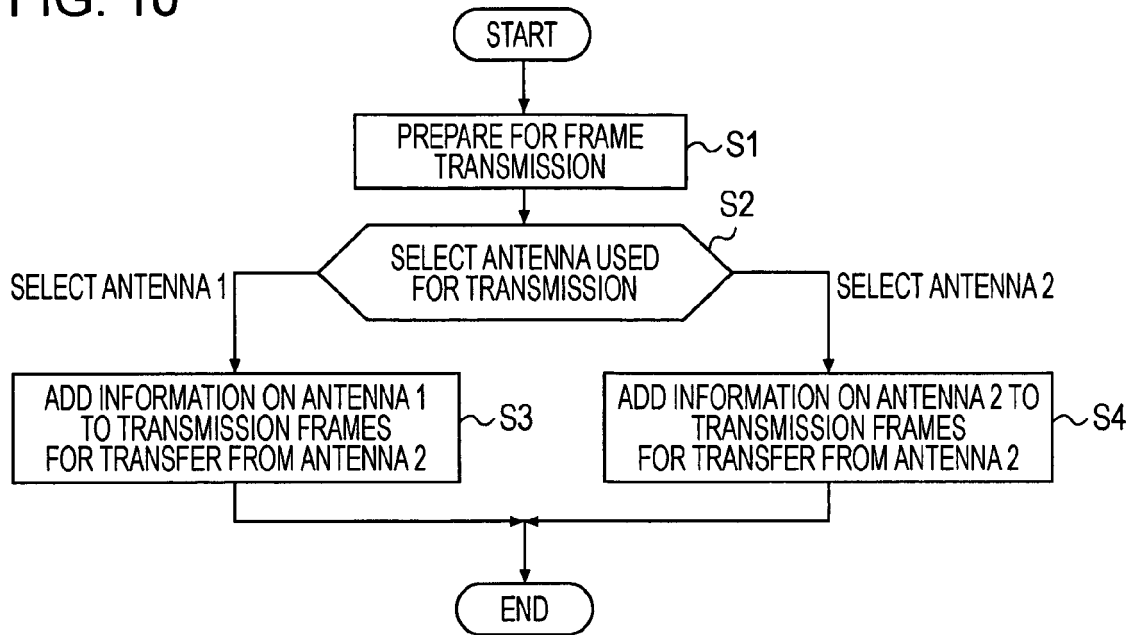 START
PREPARE FOR FRAME
TRANSMISSION
S1
S2
SELECT ANTENNA USED
FOR TRANSMISSION
SELECT ANTENNA 1
SELECT ANTENNA 2
ADD INFORMATION ON ANTENNA 1
TO TRANSMISSION FRAMES
FOR TRANSFER FROM ANTENNA 2
S3
ADD INFORMATION ON ANTENNA 2 TO
TRANSMISSION FRAMES
FOR TRANSFER FROM ANTENNA 2
S4
END